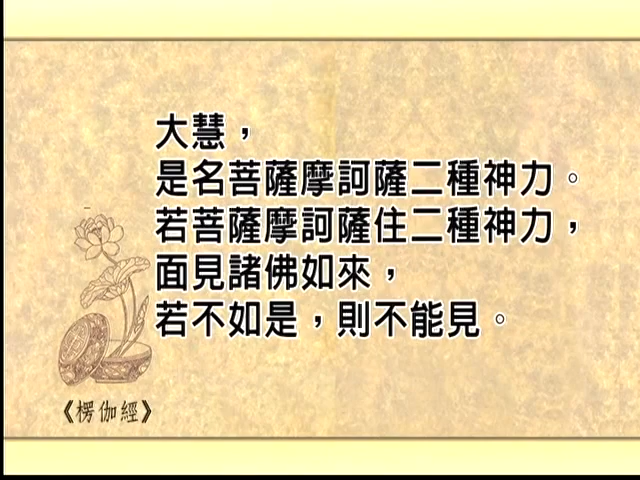 大慧，
是名菩薩摩訶薩二種神力。
若菩薩摩訶薩住二種神力，
面見諸佛如來，
若不如是，則不能見。
《楞伽經》